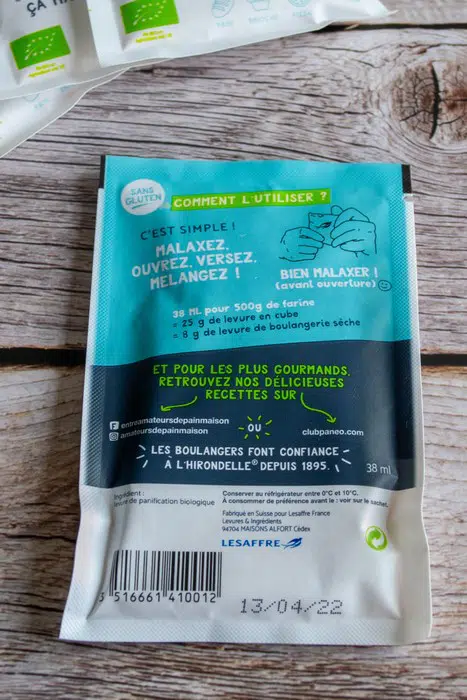 ÇA
SANS
GLUTEN
COMMENT L'UTILISER ?
C'EST SIMPLE !
MALAXEZ,
OUVREZ, VERSEZ,
MÉLANGEZ !
BIEN MALAXER !
(avant ouverture)
38 ML pour 500g de farine
= 25 g de levure en cube
= 8 g de levure de boulangerie sèche
ET POUR LES PLUS GOURMANDS,
RETROUVEZ NOS DÉLICIEUSES
RECETTES SUR
entreamateursdepainmaison
amateursdepainmaison
OU
clubpaneo.com
LES BOULANGERS FONT CONFIANCE
À L'HIRONDELLE® DEPUIS 1895.
38 ml
Ingrédient :
levure de panification biologique
Conserver au réfrigérateur entre 0°C et 10°C.
À consommer de préférence avant le : voir sur le sachet.
Fabriqué en Suisse pour Lesaffre France
Levures & Ingrédients
94704 MAISONS ALFORT Cédex
LESAFFRE
3 516661 410012
13/04/22